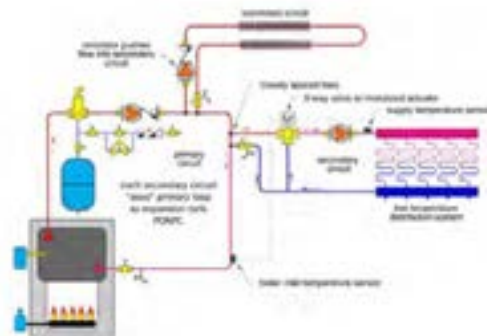 secondary circuit
circulator pushes
flow into secondary
circuit
closely spaced tees
3-way valve w/ motorized actuator
supply temperature sensor
primary
circuit
secondary
circuit
each secondary circuit
"sees" primary loop
as expansion tank
PONPC
low temperature
distribution system
boiler inlet temperature sensor